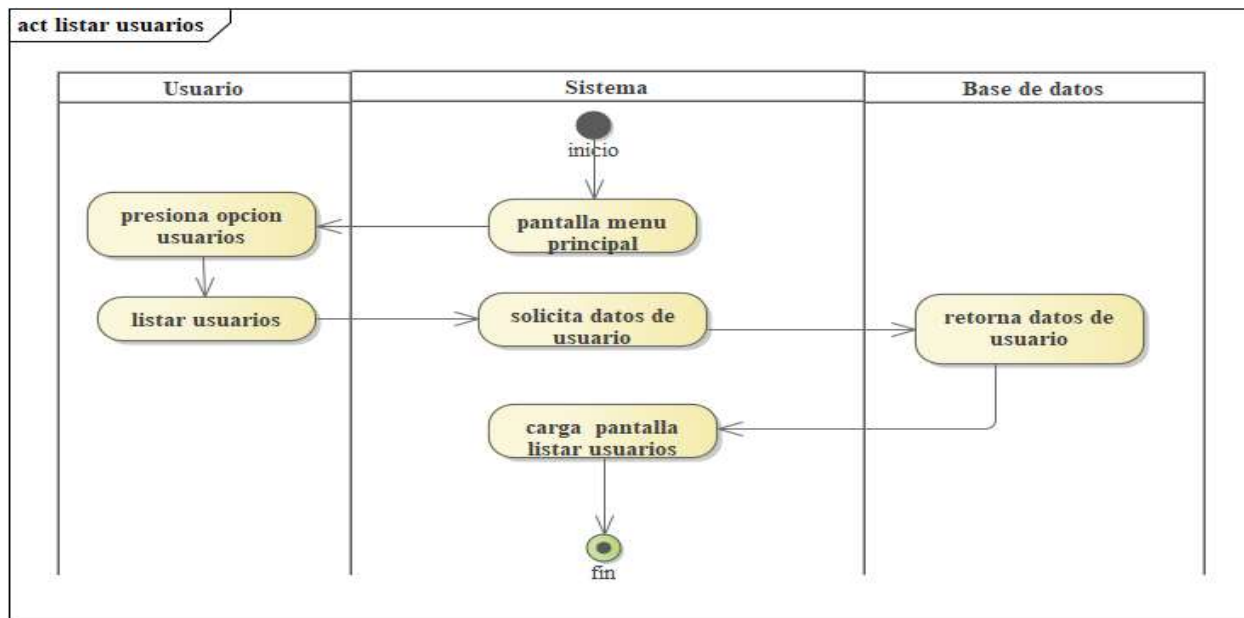 act listar usuarios
Usuario
Sistema
Base de datos
inicio
presiona opcion
usuarios
pantalla menu
principal
listar usuarios
solicita datos de
usuario
retorna datos de
usuario
carga pantalla
listar usuarios
fin